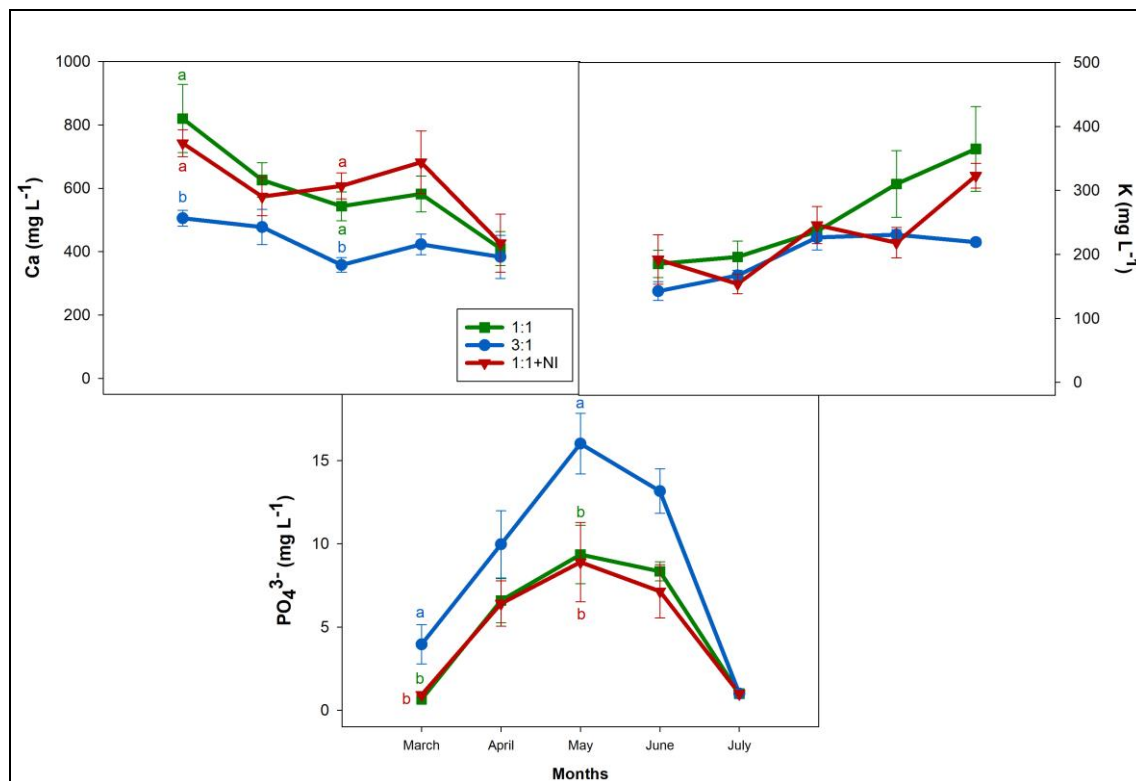 1000
800
600
400
200
0
Ca (mg L⁻¹)
a
a
b
a
a
b
1:1
3:1
1:1+NI
500
400
300
200
100
0
K (mg L⁻¹)
15
10
5
0
PO₄³⁻ (mg L⁻¹)
a
b
b
a
b
b
March April May June July
Months